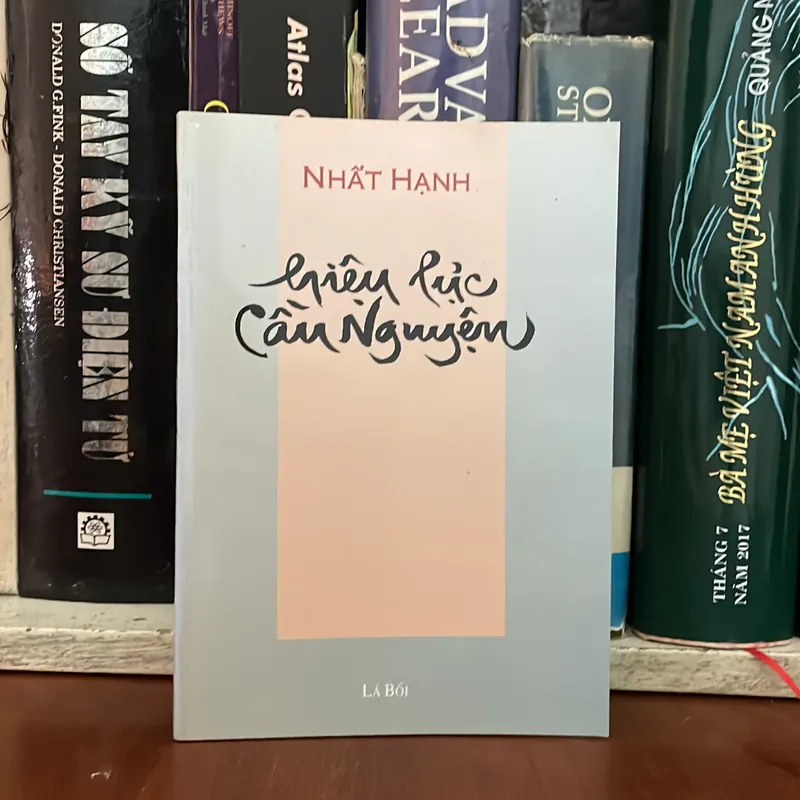 NHẤT HẠNH
hiệu lực
Cầu Nguyện
LÁ BỐI
SỔ TAY KỸ SƯ ĐIỆN TỬ
DONALD G.FINK - DONALD CHRISTIANSEN
Atlas
BÀ MẸ VIỆT NAM ANH HÙNG
THÁNG 7
NĂM 2017